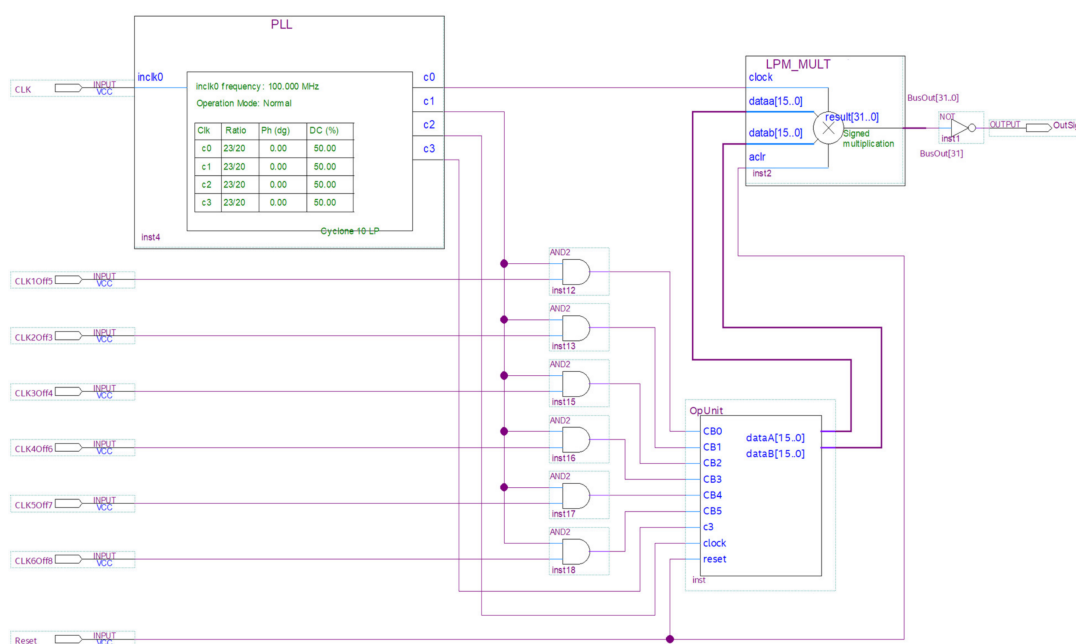 PLL
CLK
INPUT
VCC
inclk0
inclk0 frequency: 100.000 MHz
Operation Mode: Normal
Clk Ratio Ph (dg) DC (%)
c0 23/20 0.00 50.00
c1 23/20 0.00 50.00
c2 23/20 0.00 50.00
c3 23/20 0.00 50.00
Cyclone 10 LP
inst4
c0
c1
c2
c3
LPM_MULT
clock
dataa[15..0]
datab[15..0]
aclr
result[31..0]
Signed
multiplication
inst2
BusOut[31..0]
NOT
inst1
BusOut[31]
OUTPUT
CLK1Off5
INPUT
VCC
AND2
inst12
CLK2Off3
INPUT
VCC
AND2
inst13
CLK3Off4
INPUT
VCC
AND2
inst15
CLK4Off6
INPUT
VCC
AND2
inst16
CLK5Off7
INPUT
VCC
AND2
inst17
CLK6Off8
INPUT
VCC
AND2
inst18
OpUnit
CB0
CB1
CB2
CB3
CB4
CB5
c3
clock
reset
dataA[15..0]
dataB[15..0]
inst
Reset
INPUT
VCC